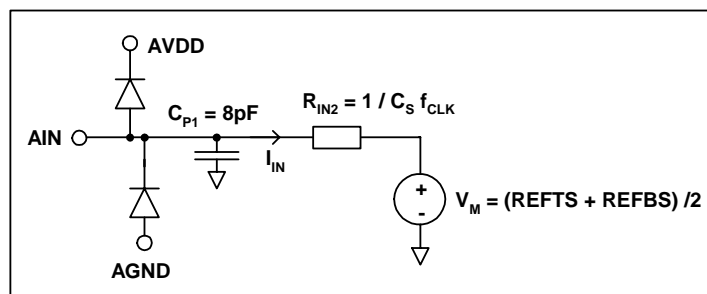 AVDD
R_IN2 = 1 / C_S f_CLK
C_P1 = 8pF
AIN
I_IN
+
-
V_M = (REFTS + REFBS) /2
AGND